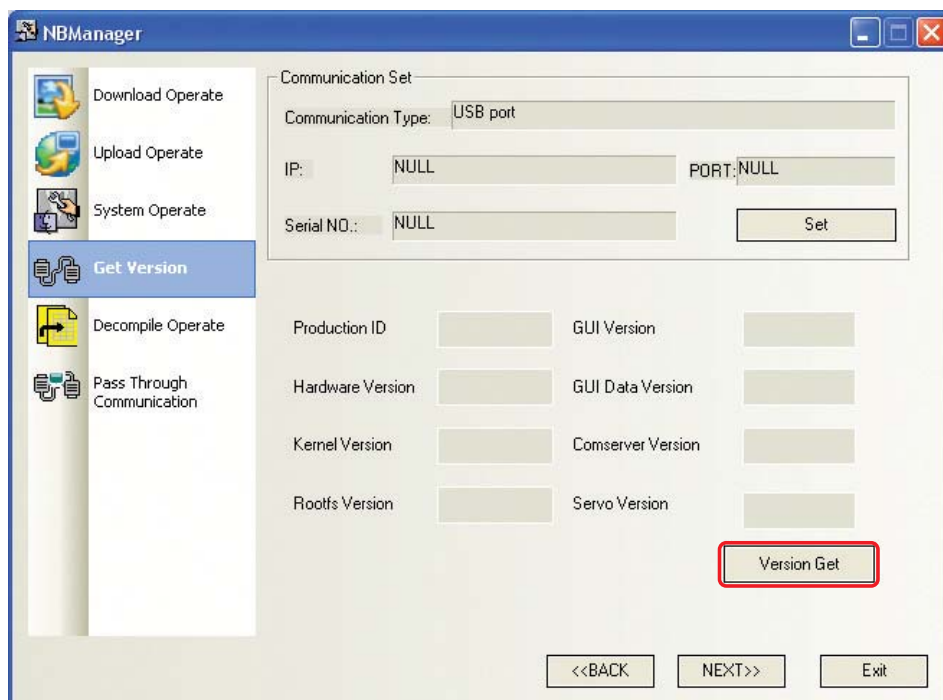 NBManager
Download Operate
Upload Operate
System Operate
Get Version
Decompile Operate
Pass Through
Communication
Communication Set
Communication Type: USB port
IP: NULL PORT: NULL
Serial NO.: NULL Set
Production ID GUI Version
Hardware Version GUI Data Version
Kernel Version Comserver Version
Rootfs Version Servo Version
Version Get
<<BACK NEXT>> Exit